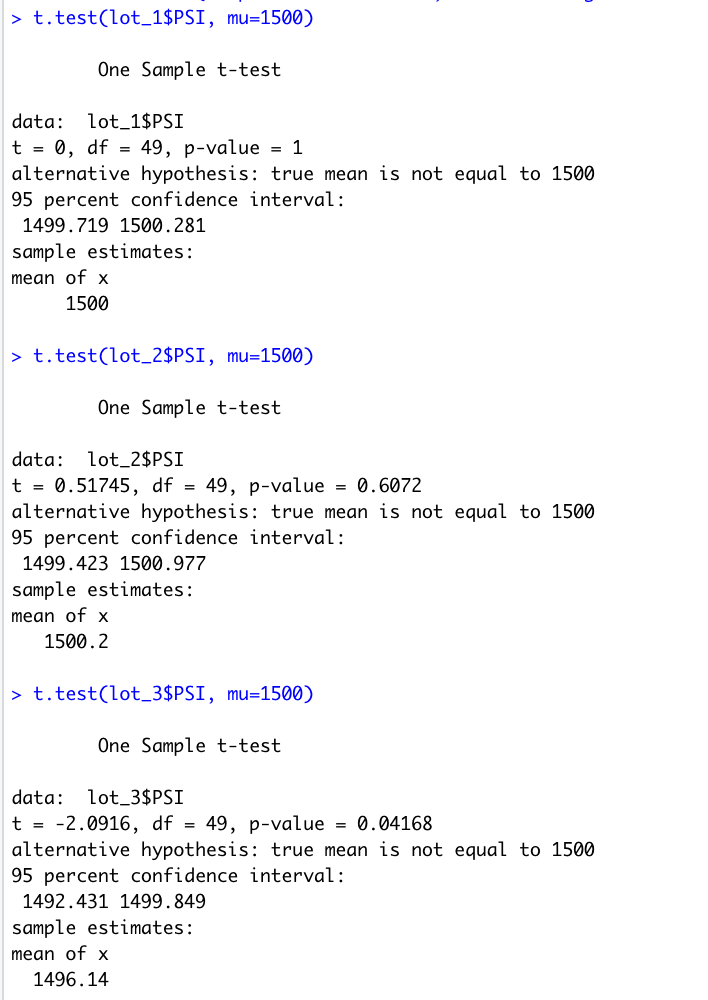 > t.test(lot_1$PSI, mu=1500)
One Sample t-test
data:  lot_1$PSI
t = 0, df = 49, p-value = 1
alternative hypothesis: true mean is not equal to 1500
95 percent confidence interval:
1499.719 1500.281
sample estimates:
mean of x
1500
> t.test(lot_2$PSI, mu=1500)
One Sample t-test
data:  lot_2$PSI
t = 0.51745, df = 49, p-value = 0.6072
alternative hypothesis: true mean is not equal to 1500
95 percent confidence interval:
1499.423 1500.977
sample estimates:
mean of x
1500.2
> t.test(lot_3$PSI, mu=1500)
One Sample t-test
data:  lot_3$PSI
t = -2.0916, df = 49, p-value = 0.04168
alternative hypothesis: true mean is not equal to 1500
95 percent confidence interval:
1492.431 1499.849
sample estimates:
mean of x
1496.14